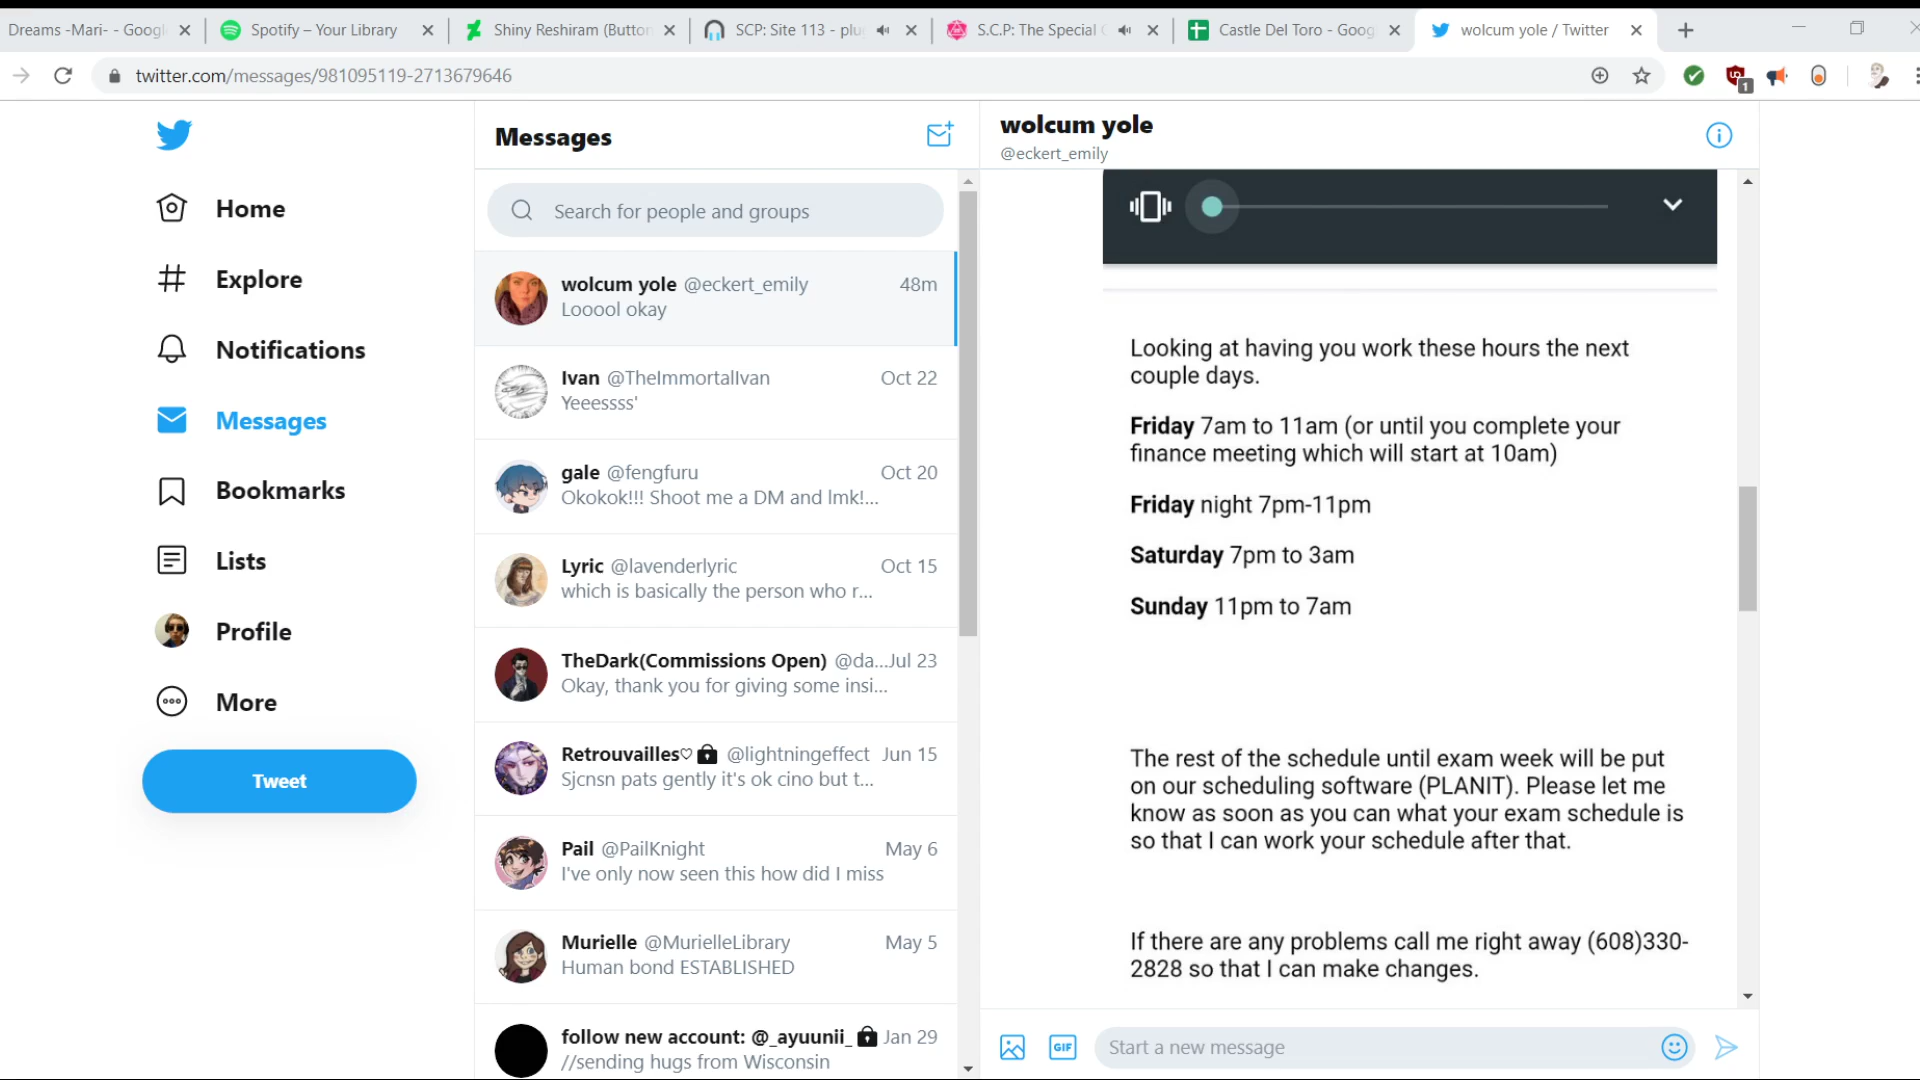 Dreams -Mari- - Googl
Spotify – Your Library
Shiny Reshiram (Button
SCP: Site 113 - plu
S.C.P: The Special
Castle Del Toro - Goog
wolcum yole / Twitter
twitter.com/messages/981095119-2713679646
1
Home
Explore
Notifications
Messages
Bookmarks
Lists
Profile
More
Tweet
Messages
Search for people and groups
wolcum yole @eckert_emily 48m
Looool okay
Ivan @TheImmortalIvan Oct 22
Yeeessss'
gale @fengfuru Oct 20
Okokok!!! Shoot me a DM and lmk!...
Lyric @lavenderlyric Oct 15
which is basically the person who r...
TheDark(Commissions Open) @da...Jul 23
Okay, thank you for giving some insi...
Retrouvailles♡ @lightningeffect Jun 15
Sjcnsn pats gently it's ok cino but t...
Pail @PailKnight May 6
I've only now seen this how did I miss
Murielle @MurielleLibrary May 5
Human bond ESTABLISHED
follow new account: @_ayuunii_ Jan 29
//sending hugs from Wisconsin
wolcum yole
@eckert_emily
Looking at having you work these hours the next
couple days.
Friday 7am to 11am (or until you complete your
finance meeting which will start at 10am)
Friday night 7pm-11pm
Saturday 7pm to 3am
Sunday 11pm to 7am
The rest of the schedule until exam week will be put
on our scheduling software (PLANIT). Please let me
know as soon as you can what your exam schedule is
so that I can work your schedule after that.
If there are any problems call me right away (608)330-
2828 so that I can make changes.
GIF
Start a new message